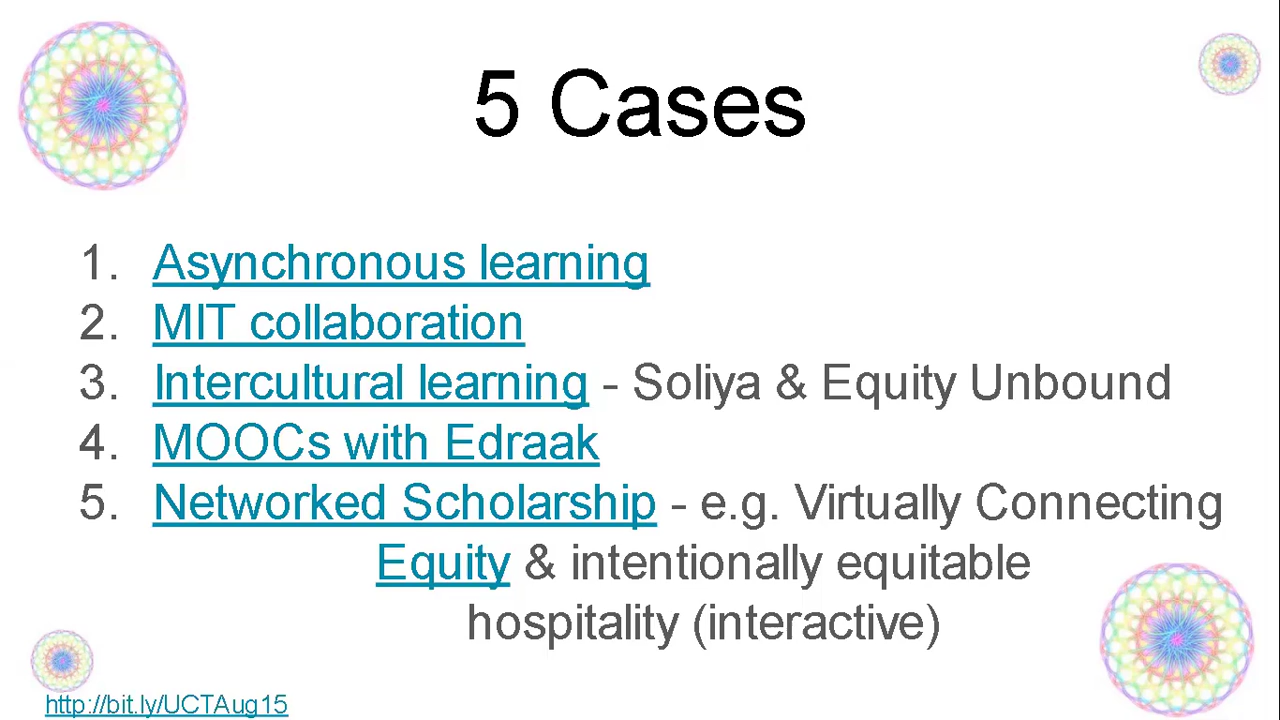 5 Cases
1. Asynchronous learning
2. MIT collaboration
3. Intercultural learning - Soliya & Equity Unbound
4. MOOCs with Edraak
5. Networked Scholarship - e.g. Virtually Connecting
Equity & intentionally equitable
hospitality (interactive)
http://bit.ly/UCTAug15